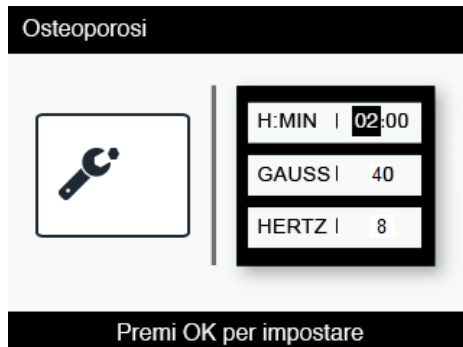 Osteoporosi
H:MIN | 02:00
GAUSS | 40
HERTZ | 8
Premi OK per impostare